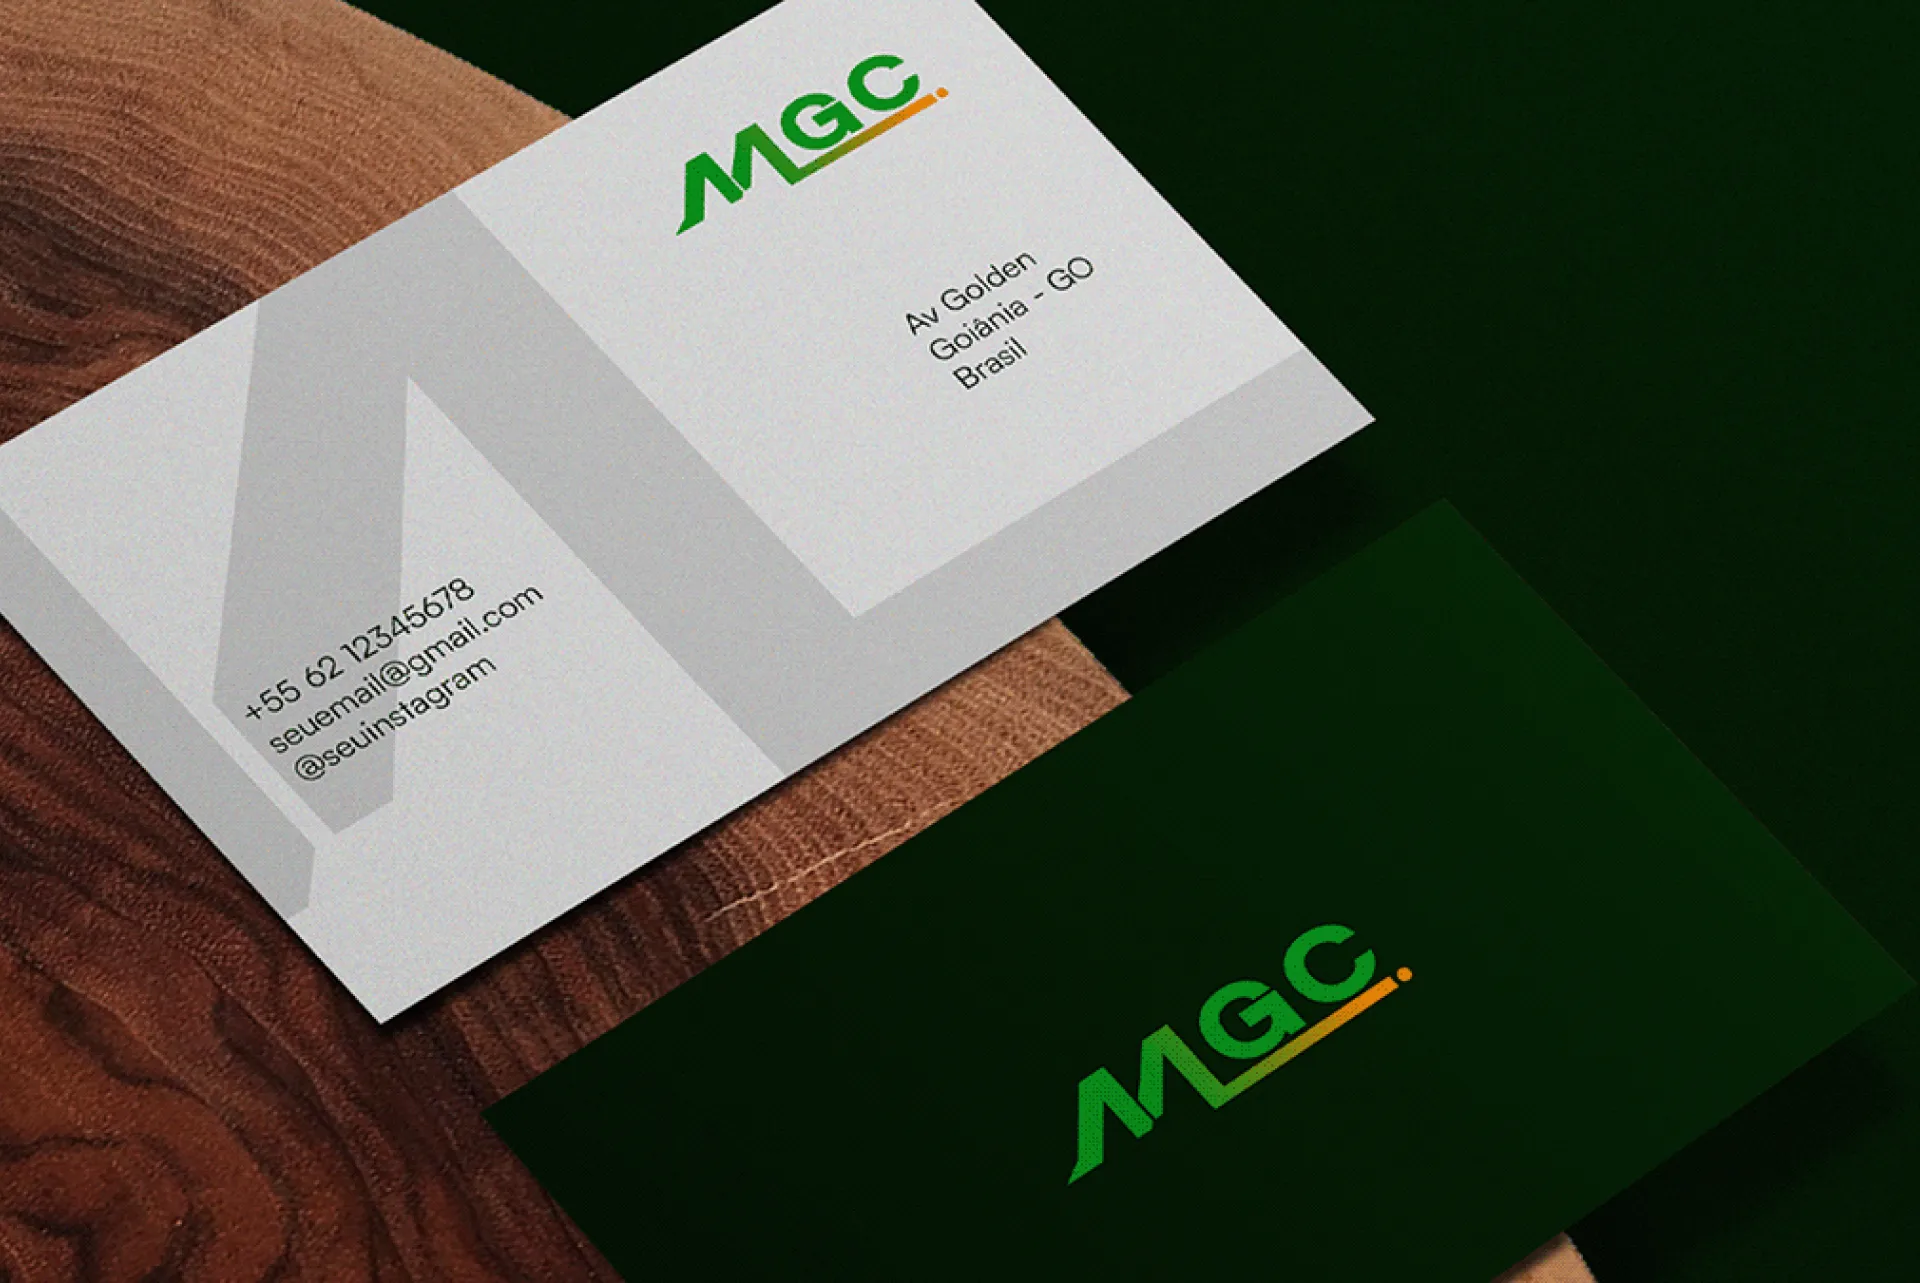 MGC
Av Golden
Goiânia - GO
Brasil
+55 62 12345678
seuemail@gmail.com
@seuinstagram
MGC